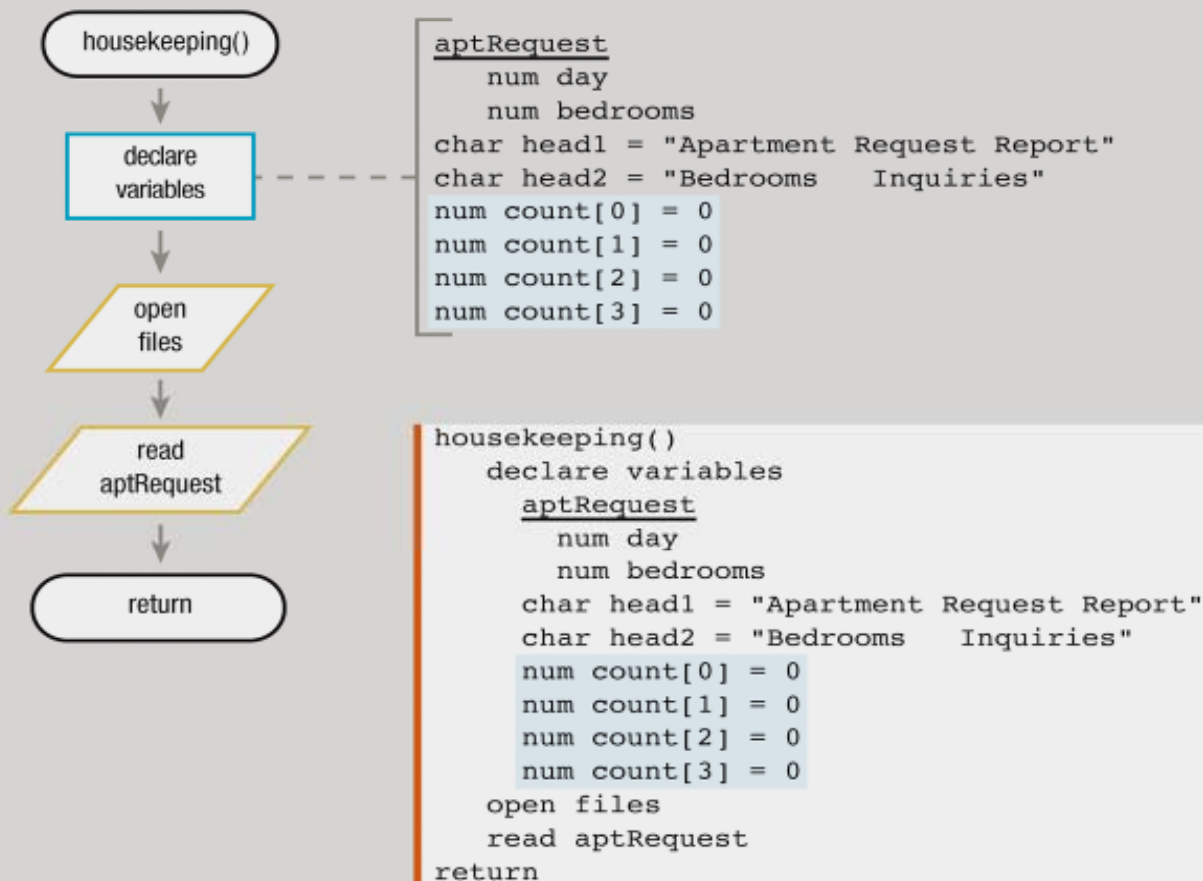 housekeeping()
declare
variables
open
files
read
aptRequest
return
aptRequest
num day
num bedrooms
char head1 = "Apartment Request Report"
char head2 = "Bedrooms   Inquiries"
num count[0] = 0
num count[1] = 0
num count[2] = 0
num count[3] = 0
housekeeping()
declare variables
aptRequest
num day
num bedrooms
char head1 = "Apartment Request Report"
char head2 = "Bedrooms   Inquiries"
num count[0] = 0
num count[1] = 0
num count[2] = 0
num count[3] = 0
open files
read aptRequest
return